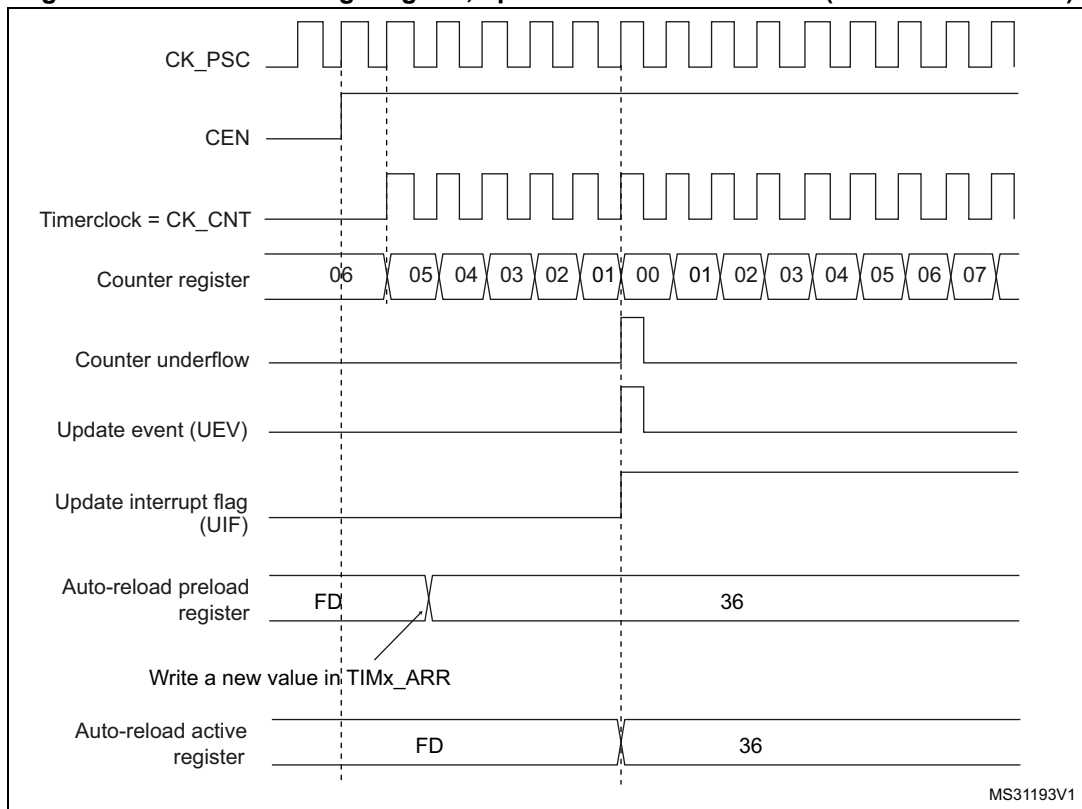 CK_PSC
CEN
Timerclock = CK_CNT
Counter register 06 05 04 03 02 01 00 01 02 03 04 05 06 07
Counter underflow
Update event (UEV)
Update interrupt flag
(UIF)
Auto-reload preload
register
FD 36
Write a new value in TIMx_ARR
Auto-reload active
register
FD 36
MS31193V1